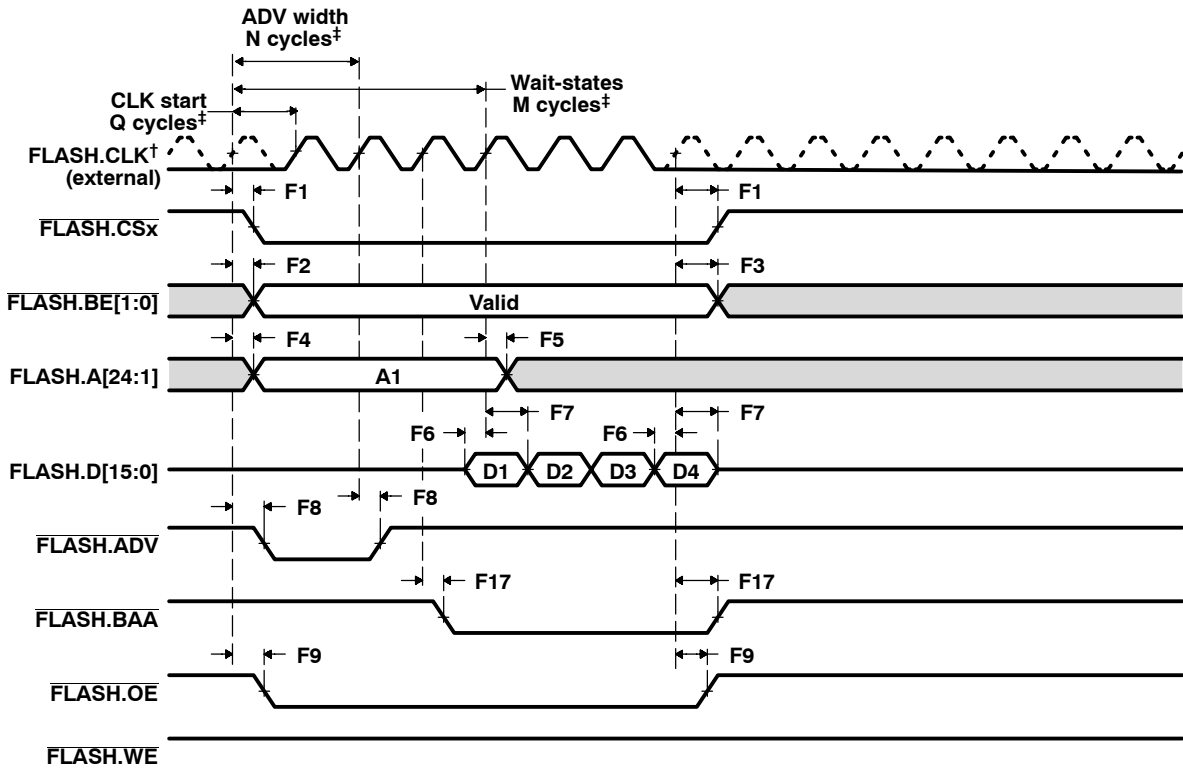 ADV width
N cycles‡
Wait-states
M cycles‡
CLK start
Q cycles‡
FLASH.CLK†
(external)
F1 F1
FLASH.CSx
F2 F3
FLASH.BE[1:0] Valid
F4 F5
FLASH.A[24:1] A1
F7 F7
F6 F6
FLASH.D[15:0] D1 D2 D3 D4
F8 F8
FLASH.ADV
F17 F17
FLASH.BAA
F9 F9
FLASH.OE
FLASH.WE